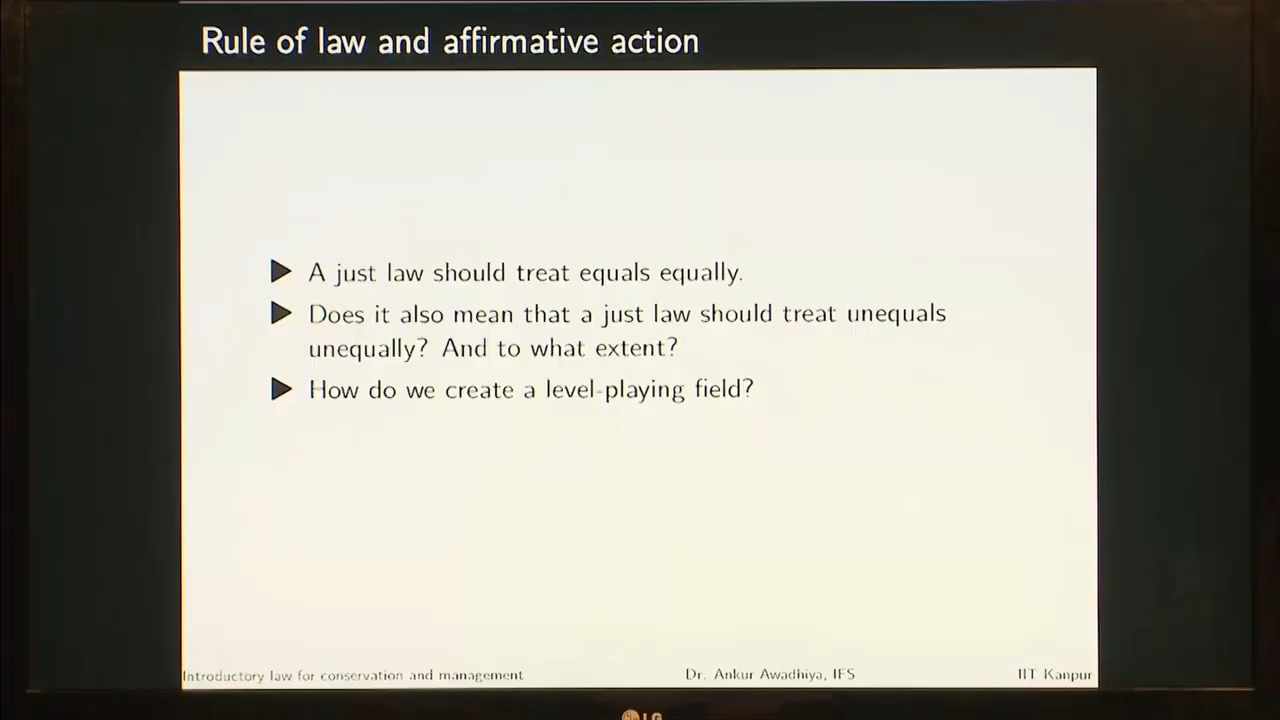 Rule of law and affirmative action
A just law should treat equals equally.
Does it also mean that a just law should treat unequals
unequally? And to what extent?
How do we create a level-playing field?
Introductory law for conservation and management Dr. Ankur Awadhiya, IFS IIT Kanpur
LG